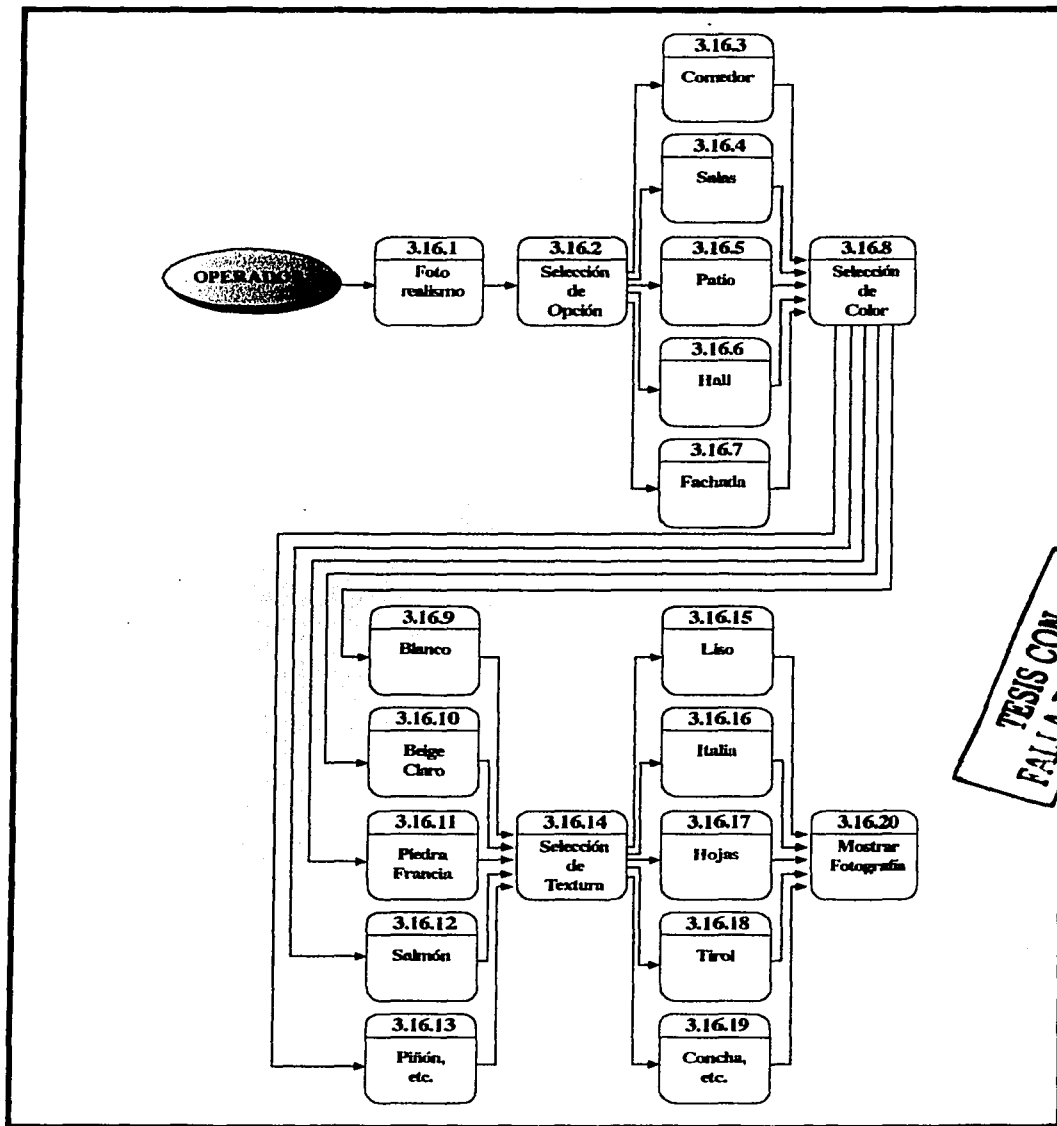 OPERADOR
3.16.1
Foto
realismo
3.16.2
Selección
de
Opción
3.16.3
Comedor
3.16.4
Salas
3.16.5
Patio
3.16.6
Hall
3.16.7
Fachada
3.16.8
Selección
de
Color
3.16.9
Blanco
3.16.10
Beige
Claro
3.16.11
Piedra
Francia
3.16.12
Salmón
3.16.13
Piñón,
etc.
3.16.14
Selección
de
Textura
3.16.15
Liso
3.16.16
Italia
3.16.17
Hojas
3.16.18
Tirol
3.16.19
Concha,
etc.
3.16.20
Mostrar
Fotografía
TESIS CON
FALLA